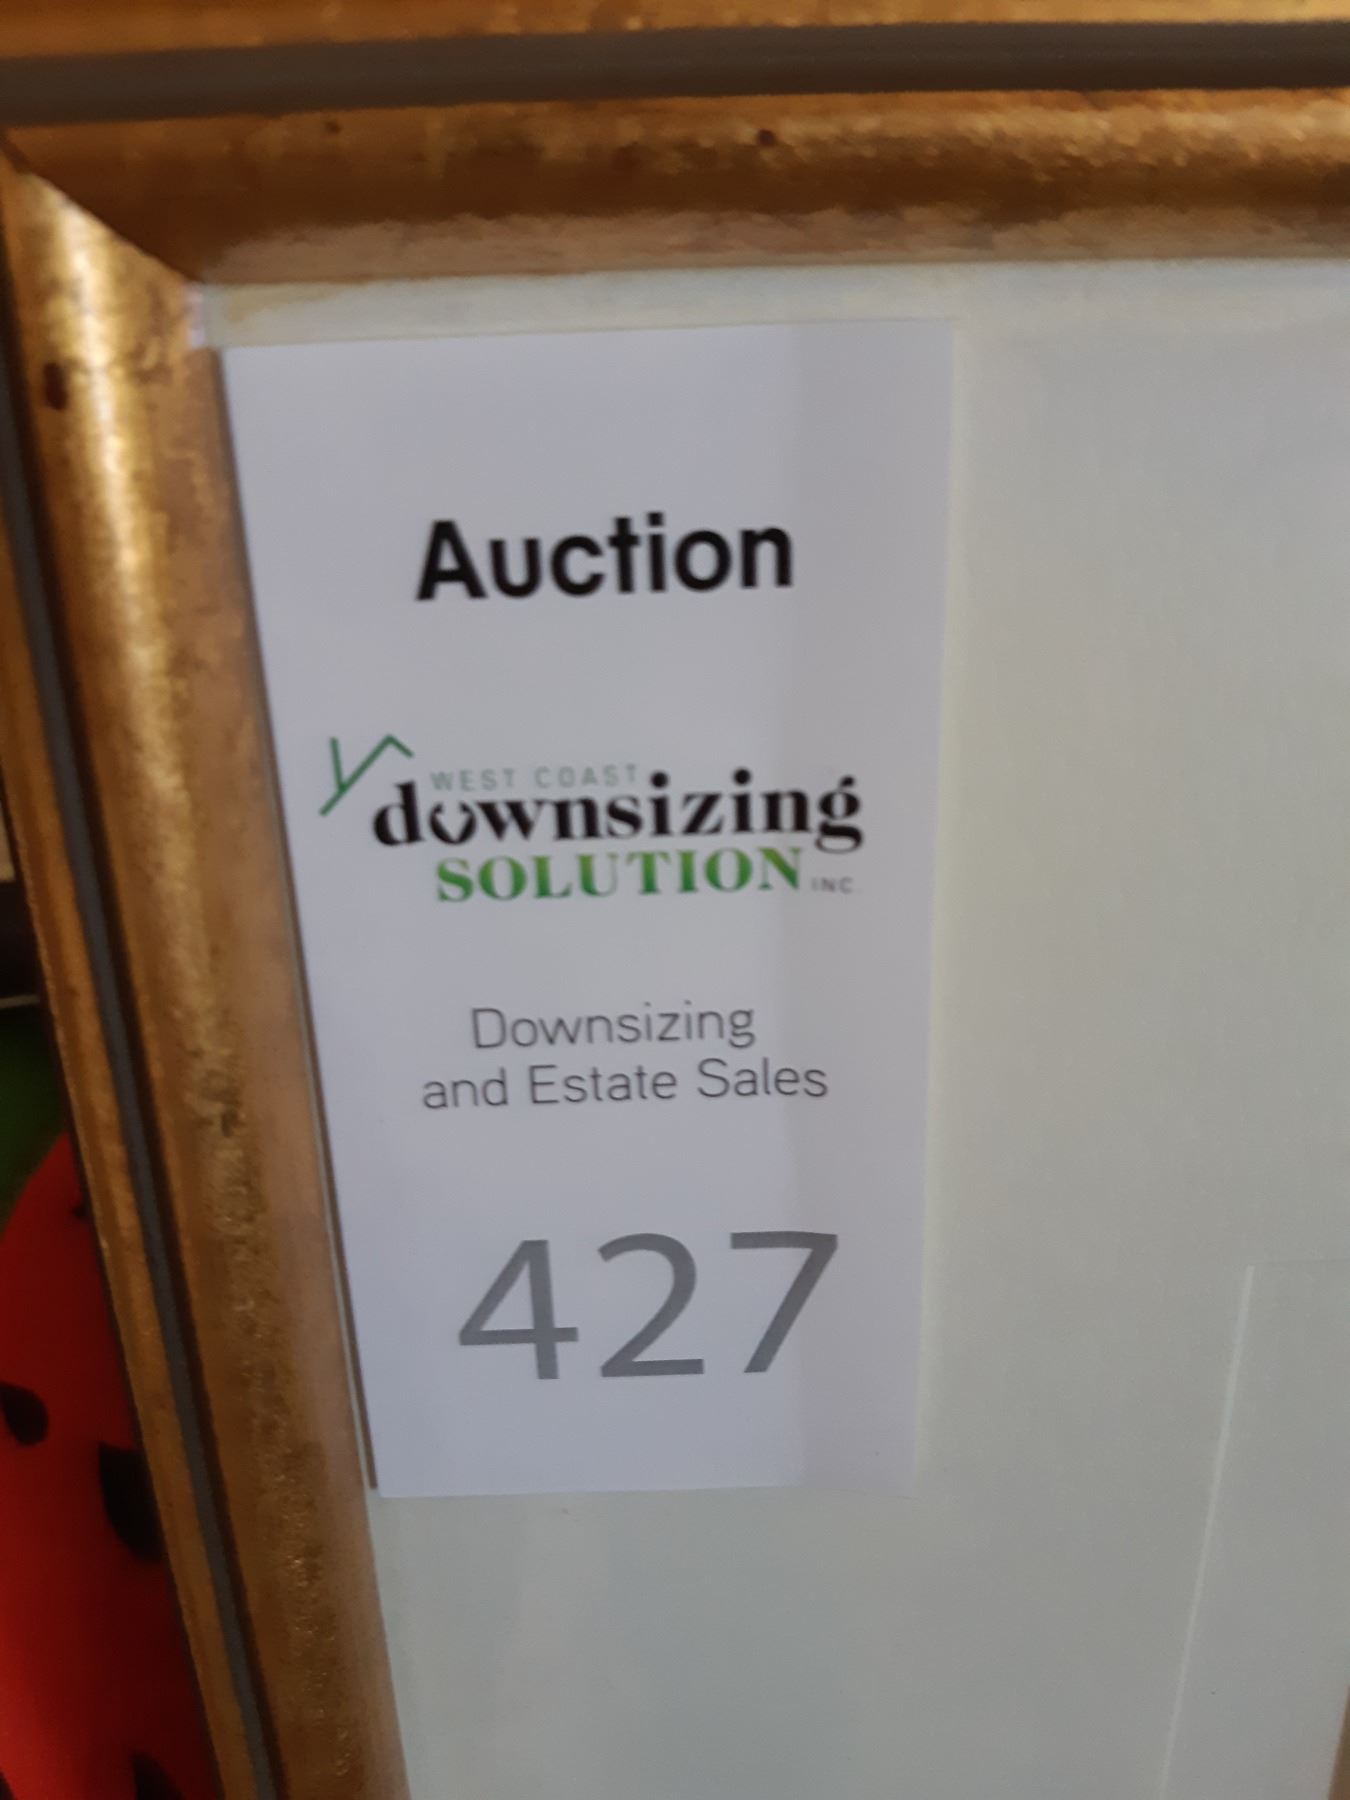 Auction
WEST COAST
downsizing
SOLUTION INC.
Downsizing
and Estate Sales
427